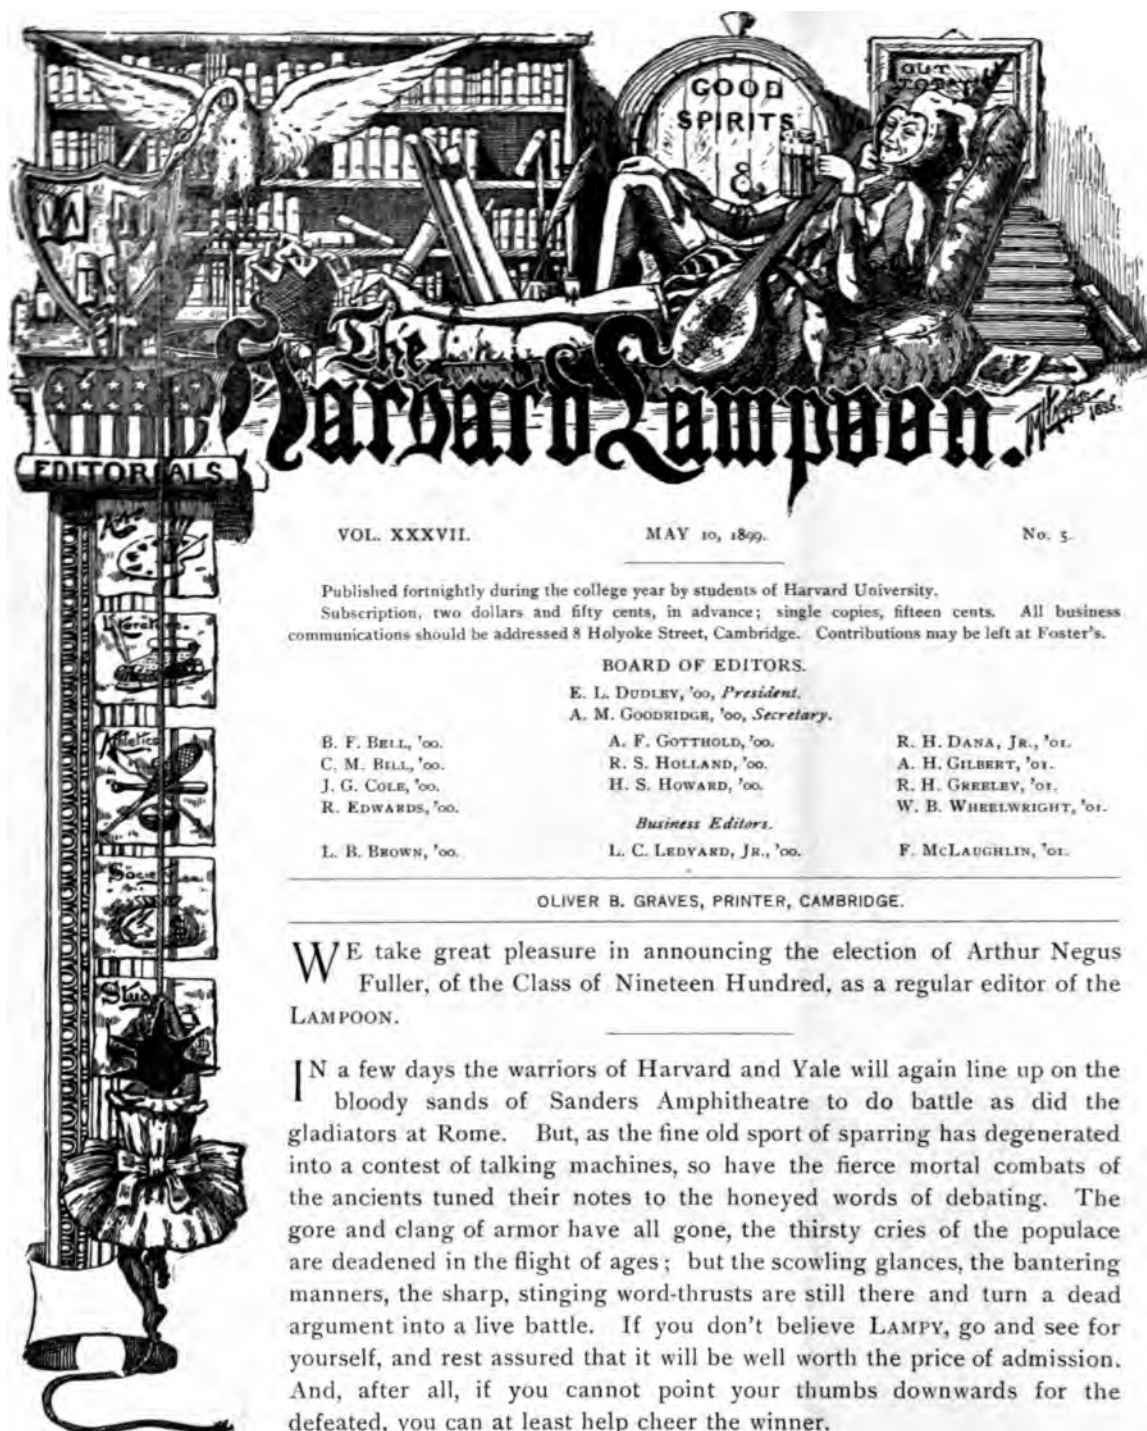 GOOD
SPIRITS
&
OUT
The
Harvard Lampoon.
1885
EDITORIALS
Art
Literature.
Athletics
Society
VOL. XXXVII.
MAY 10, 1899.
No. 5.
Published fortnightly during the college year by students of Harvard University.
Subscription, two dollars and fifty cents, in advance; single copies, fifteen cents. All business
communications should be addressed 8 Holyoke Street, Cambridge. Contributions may be left at Foster's.
BOARD OF EDITORS.
E. L. DUDLEY, '00, President.
A. M. GOODRIDGE, '00, Secretary.
B. F. BELL, '00. A. F. GOTTHOLD, '00. R. H. DANA, JR., '01.
C. M. BILL, '00. R. S. HOLLAND, '00. A. H. GILBERT, '01.
J. G. COLE, '00. H. S. HOWARD, '00. R. H. GREELEY, '01.
R. EDWARDS, '00. W. B. WHEELWRIGHT, '01.
Business Editors.
L. B. BROWN, '00. L. C. LEDYARD, JR., '00. F. MCLAUGHLIN, '01.
OLIVER B. GRAVES, PRINTER, CAMBRIDGE.
WE take great pleasure in announcing the election of Arthur Negus
Fuller, of the Class of Nineteen Hundred, as a regular editor of the
LAMPOON.
IN a few days the warriors of Harvard and Yale will again line up on the
bloody sands of Sanders Amphitheatre to do battle as did the
gladiators at Rome. But, as the fine old sport of sparring has degenerated
into a contest of talking machines, so have the fierce mortal combats of
the ancients tuned their notes to the honeyed words of debating. The
gore and clang of armor have all gone, the thirsty cries of the populace
are deadened in the flight of ages; but the scowling glances, the bantering
manners, the sharp, stinging word-thrusts are still there and turn a dead
argument into a live battle. If you don't believe LAMPY, go and see for
yourself, and rest assured that it will be well worth the price of admission.
And, after all, if you cannot point your thumbs downwards for the
defeated, you can at least help cheer the winner.